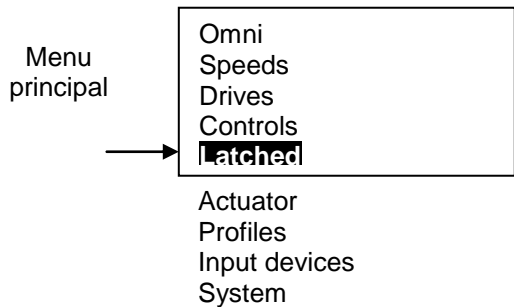 Menu
principal
Omni
Speeds
Drives
Controls
Latched
Actuator
Profiles
Input devices
System